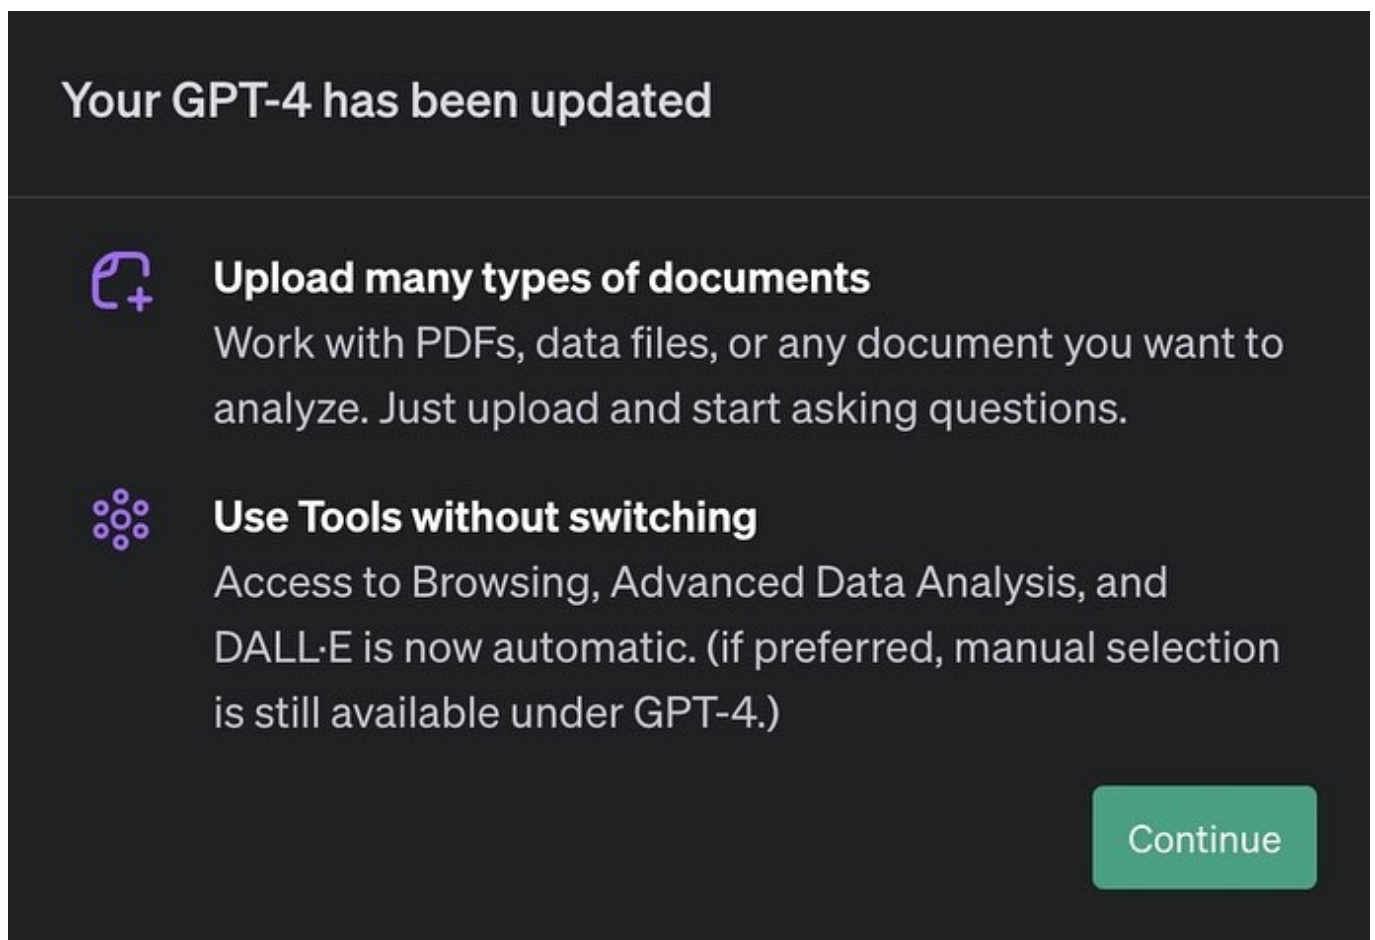 Your GPT-4 has been updated
Upload many types of documents
Work with PDFs, data files, or any document you want to
analyze. Just upload and start asking questions.
Use Tools without switching
Access to Browsing, Advanced Data Analysis, and
DALL·E is now automatic. (if preferred, manual selection
is still available under GPT-4.)
Continue